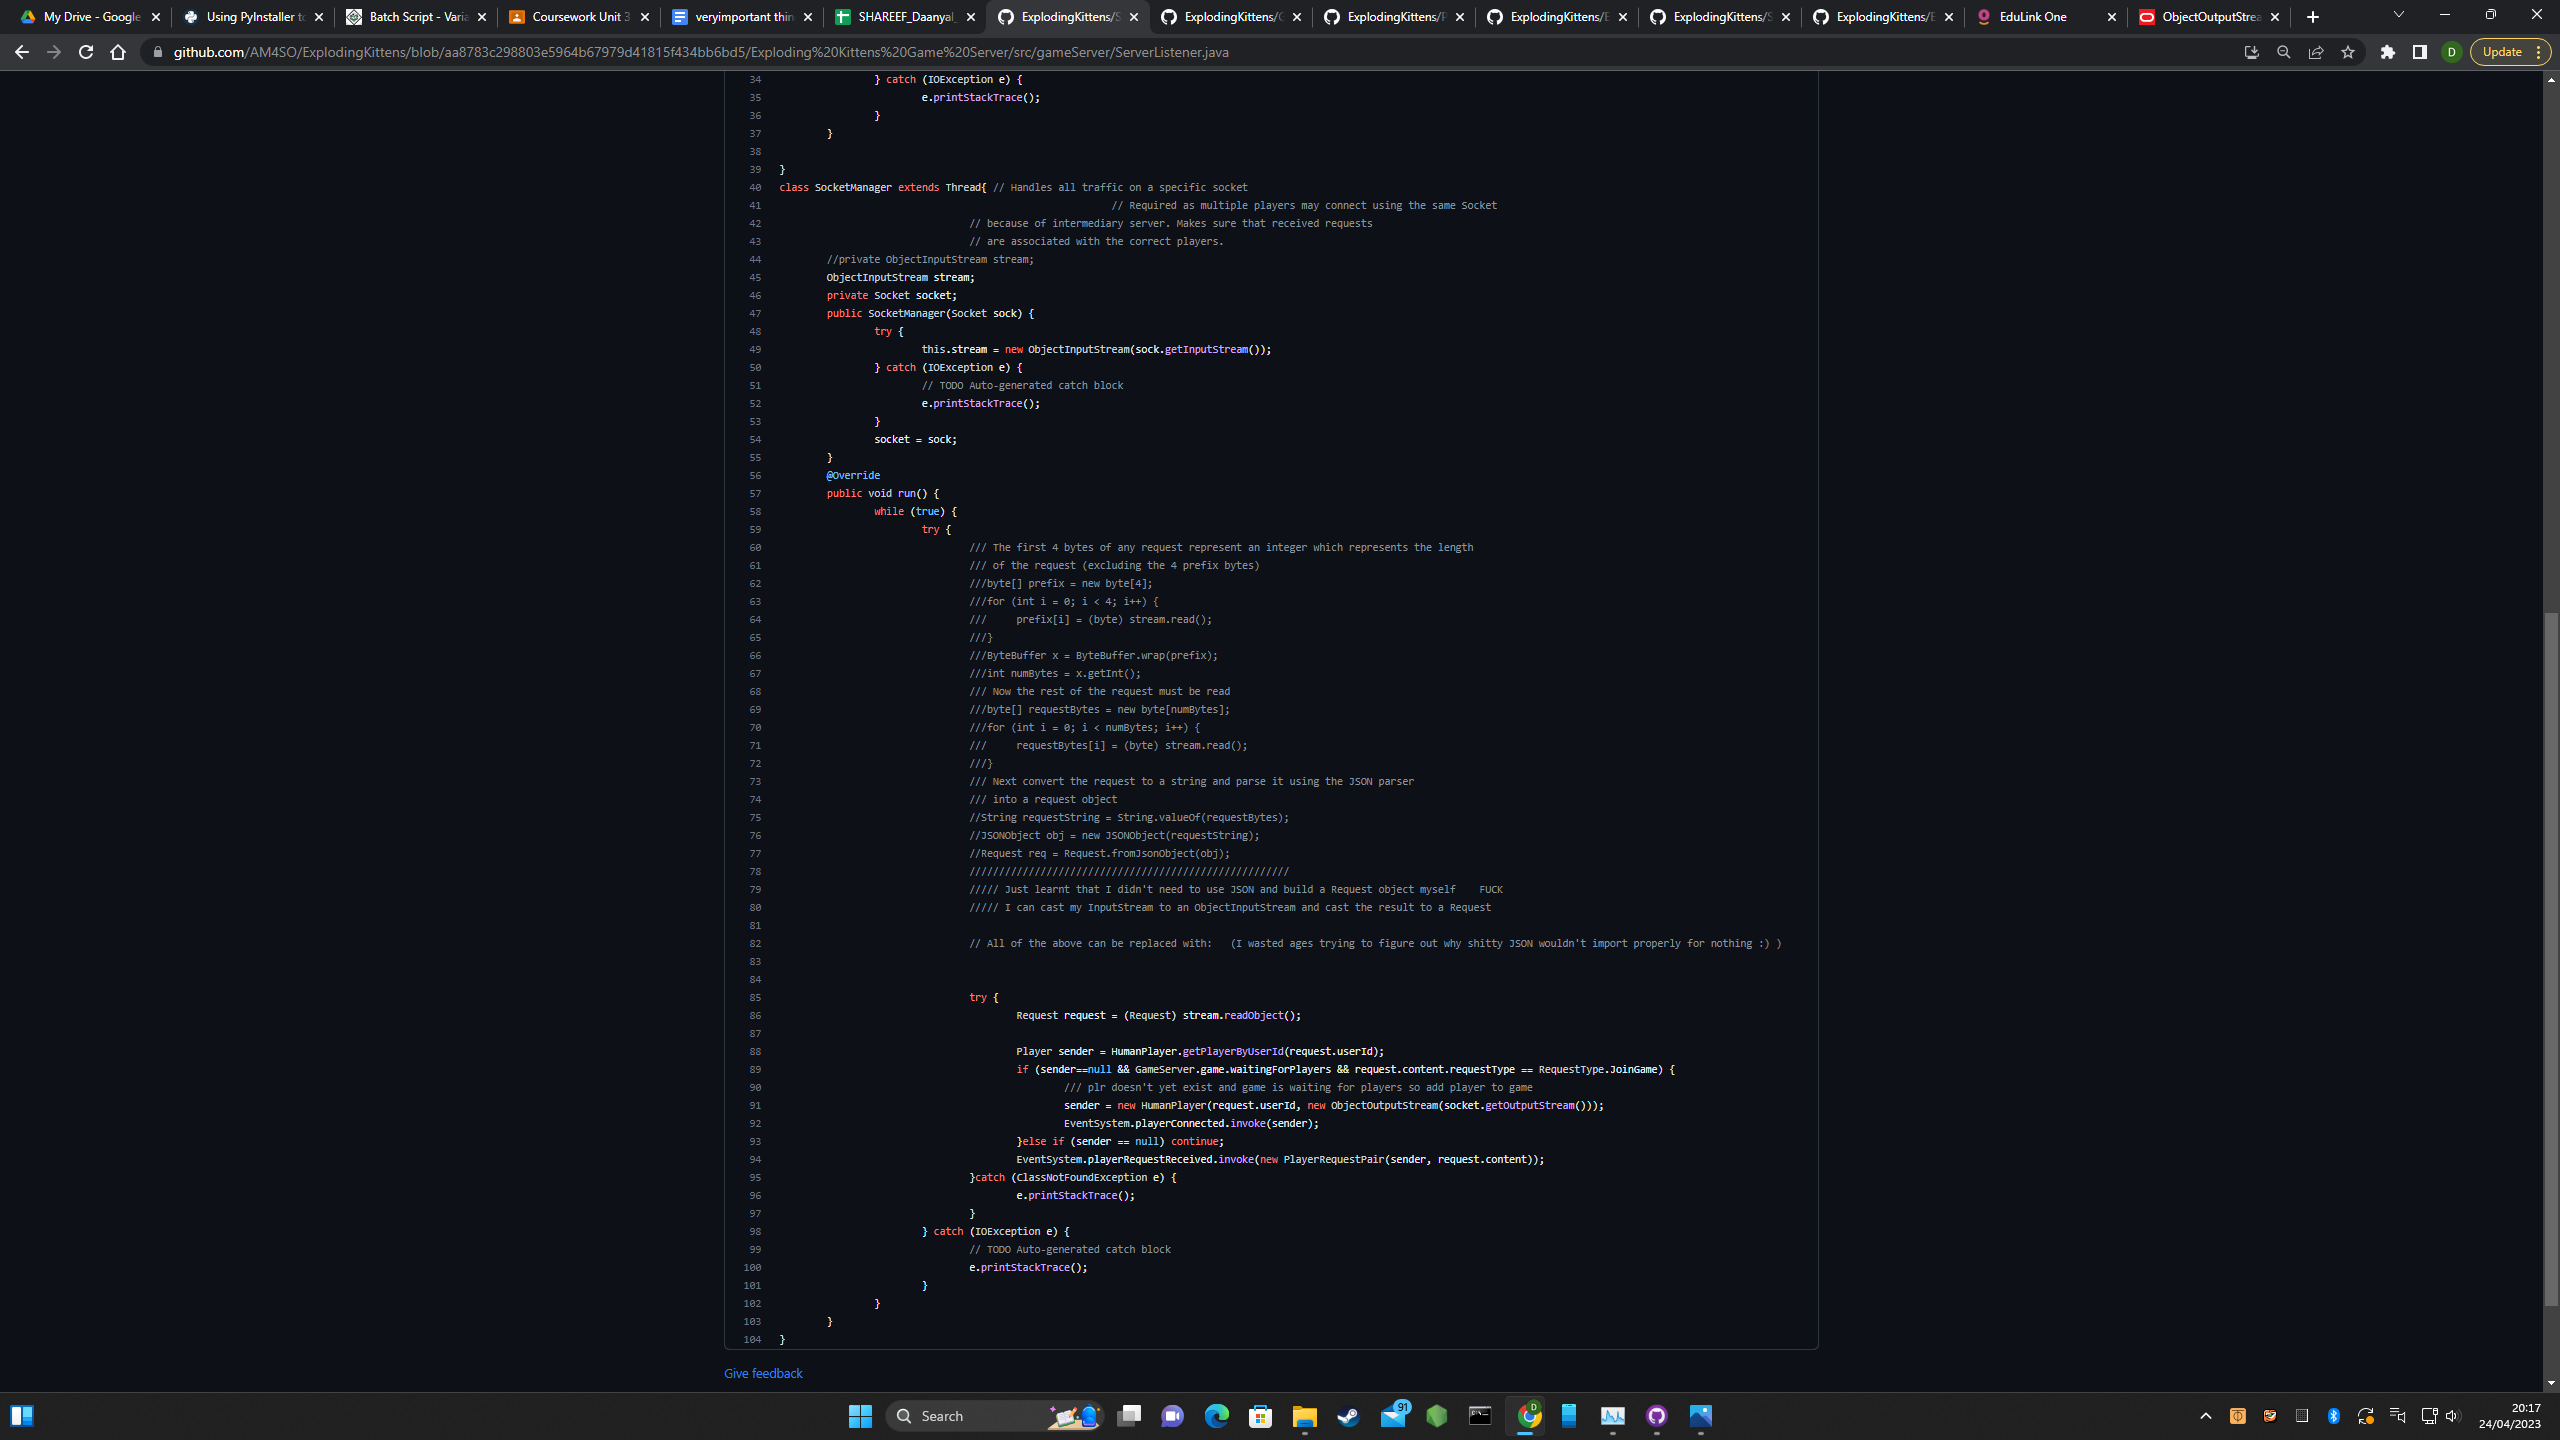 My Drive - Google
Using PyInstaller to
Batch Script - Varia
Coursework Unit 3
veryimportant thin
SHAREEF_Daanyal_
ExplodingKittens/S
ExplodingKittens/
ExplodingKittens/
ExplodingKittens/
ExplodingKittens/
ExplodingKittens/
EduLink One
ObjectOutputStrea
github.com/AM4SO/ExplodingKittens/blob/aa8783c298803e5964b67979d41815f434bb6bd5/Exploding%20Kittens%20Game%20Server/src/gameServer/ServerListener.java
D
Update
34 } catch (IOException e) {
35 e.printStackTrace();
36 }
37 }
38
39 }
40 class SocketManager extends Thread{ // Handles all traffic on a specific socket
41 // Required as multiple players may connect using the same Socket
42 // because of intermediary server. Makes sure that received requests
43 // are associated with the correct players.
44 //private ObjectInputStream stream;
45 ObjectInputStream stream;
46 private Socket socket;
47 public SocketManager(Socket sock) {
48 try {
49 this.stream = new ObjectInputStream(sock.getInputStream());
50 } catch (IOException e) {
51 // TODO Auto-generated catch block
52 e.printStackTrace();
53 }
54 socket = sock;
55 }
56 @Override
57 public void run() {
58 while (true) {
59 try {
60 /// The first 4 bytes of any request represent an integer which represents the length
61 /// of the request (excluding the 4 prefix bytes)
62 ///byte[] prefix = new byte[4];
63 ///for (int i = 0; i < 4; i++) {
64 /// prefix[i] = (byte) stream.read();
65 ///}
66 ///ByteBuffer x = ByteBuffer.wrap(prefix);
67 ///int numBytes = x.getInt();
68 /// Now the rest of the request must be read
69 ///byte[] requestBytes = new byte[numBytes];
70 ///for (int i = 0; i < numBytes; i++) {
71 /// requestBytes[i] = (byte) stream.read();
72 ///}
73 /// Next convert the request to a string and parse it using the JSON parser
74 /// into a request object
75 //String requestString = String.valueOf(requestBytes);
76 //JSONObject obj = new JSONObject(requestString);
77 //Request req = Request.fromJsonObject(obj);
78 //////////////////////////////////////////////////////
79 ///// Just learnt that I didn't need to use JSON and build a Request object myself    FUCK
80 ///// I can cast my InputStream to an ObjectInputStream and cast the result to a Request
81
82 // All of the above can be replaced with:   (I wasted ages trying to figure out why shitty JSON wouldn't import properly for nothing :) )
83
84
85 try {
86 Request request = (Request) stream.readObject();
87
88 Player sender = HumanPlayer.getPlayerByUserId(request.userId);
89 if (sender==null && GameServer.game.waitingForPlayers && request.content.requestType == RequestType.JoinGame) {
90 /// plr doesn't yet exist and game is waiting for players so add player to game
91 sender = new HumanPlayer(request.userId, new ObjectOutputStream(socket.getOutputStream()));
92 EventSystem.playerConnected.invoke(sender);
93 }else if (sender == null) continue;
94 EventSystem.playerRequestReceived.invoke(new PlayerRequestPair(sender, request.content));
95 }catch (ClassNotFoundException e) {
96 e.printStackTrace();
97 }
98 } catch (IOException e) {
99 // TODO Auto-generated catch block
100 e.printStackTrace();
101 }
102 }
103 }
104 }
Give feedback
Search
91
D
20:17
24/04/2023